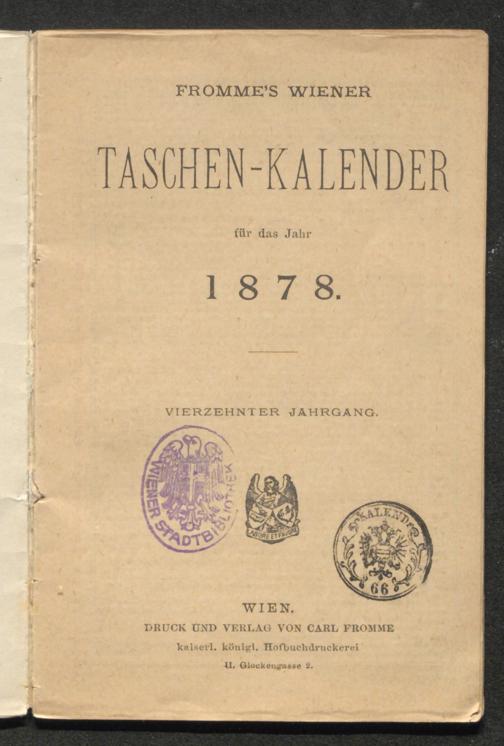 FROMME'S WIENER
TASCHEN-KALENDER
für das Jahr
1878.
VIERZEHNTER JAHRGANG.
WIENER STADTBIBLIOTHEK
KALENDER
66
WIEN.
DRUCK UND VERLAG VON CARL FROMME
kaiserl. königl. Hofbuchdruckerei
II. Glockengasse 2.